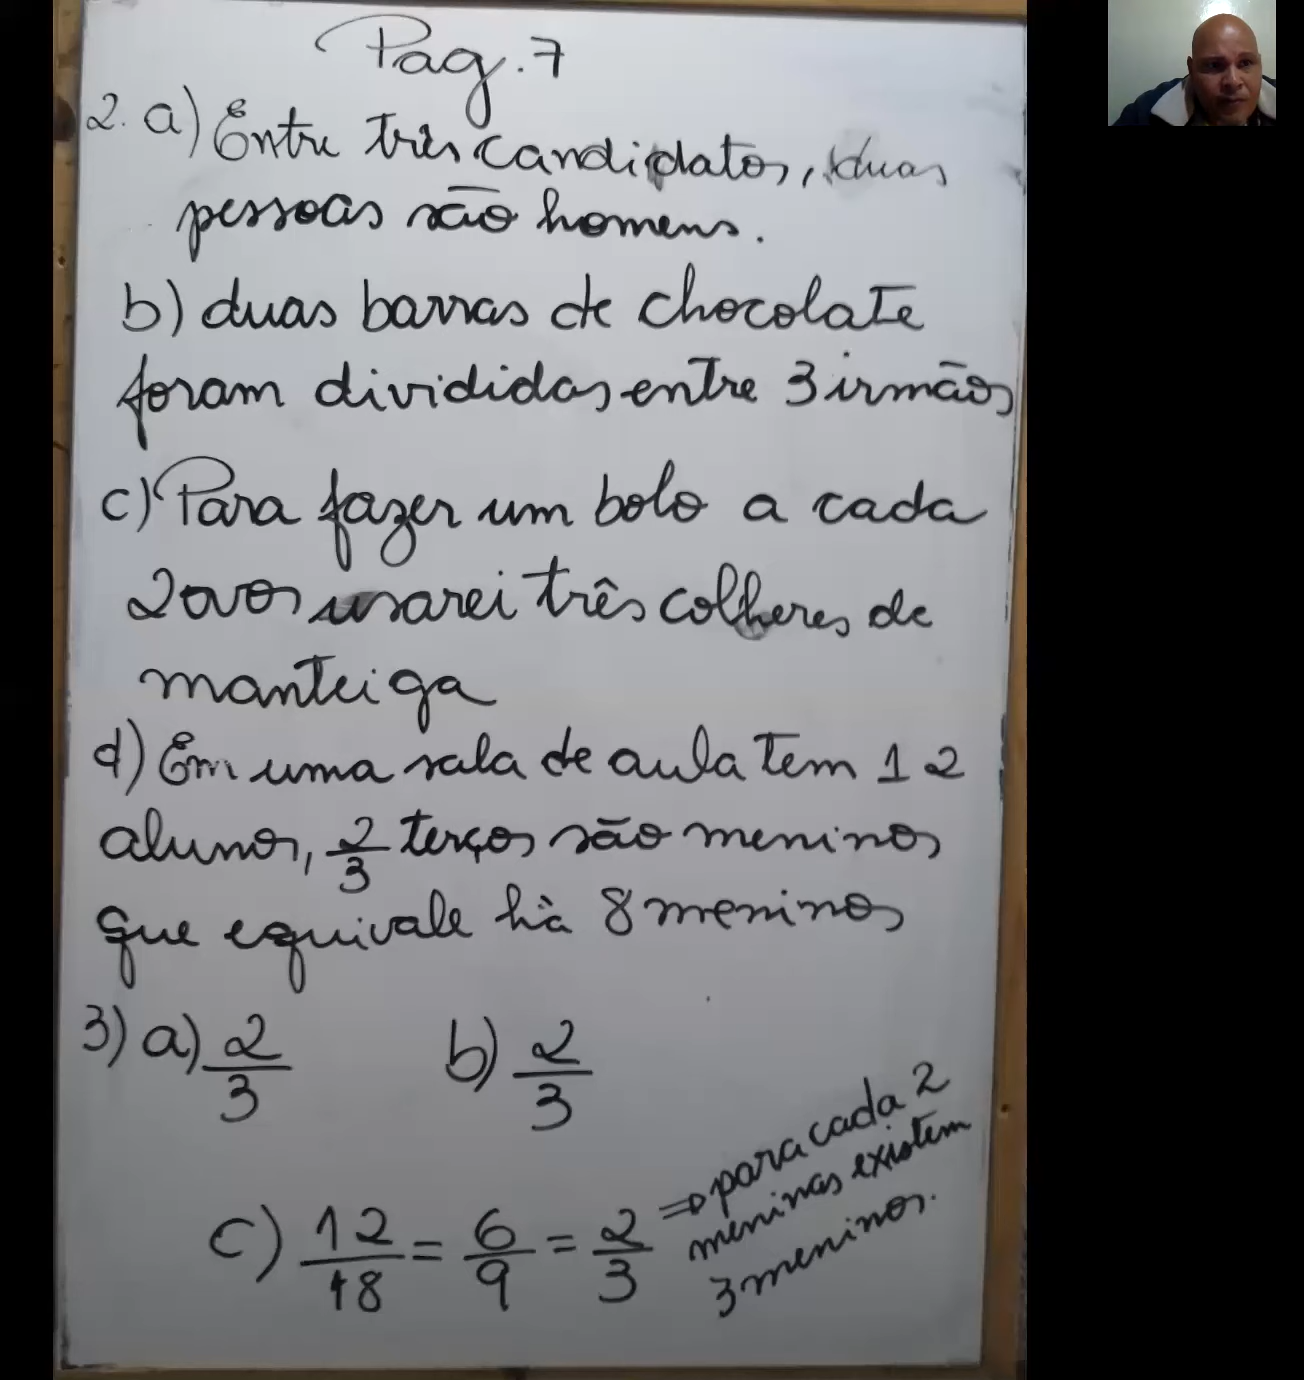 Pag. 7
2. a) Entre três candidatos, duas
pessoas são homens.
b) duas barras de chocolate
foram divididas entre 3 irmãos
c) Para fazer um bolo a cada
2 ovos usarei três colheres de
manteiga
d) Em uma sala de aula tem 12
alunos, 2/3 terços são meninos
que equivale hà 8 meninos
3) a) 2/3 b) 2/3
c) 12/18 = 6/9 = 2/3 ⇒ para cada 2
meninas existem
3 meninos.